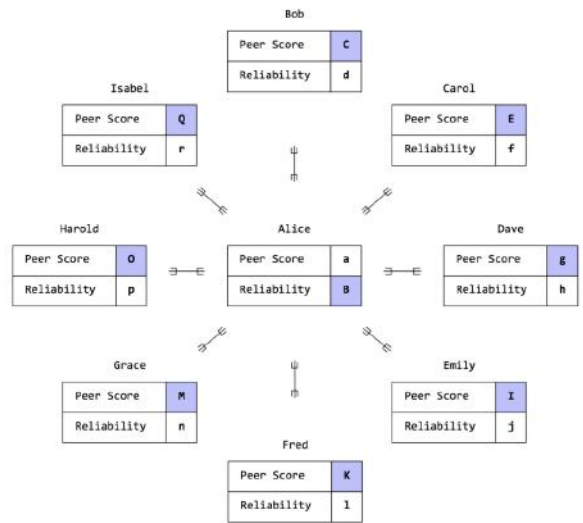 Bob
Peer Score C
Reliability d
Isabel
Peer Score Q
Reliability r
Carol
Peer Score E
Reliability f
Harold
Peer Score O
Reliability p
Alice
Peer Score a
Reliability B
Dave
Peer Score g
Reliability h
Grace
Peer Score M
Reliability n
Emily
Peer Score I
Reliability j
Fred
Peer Score K
Reliability l